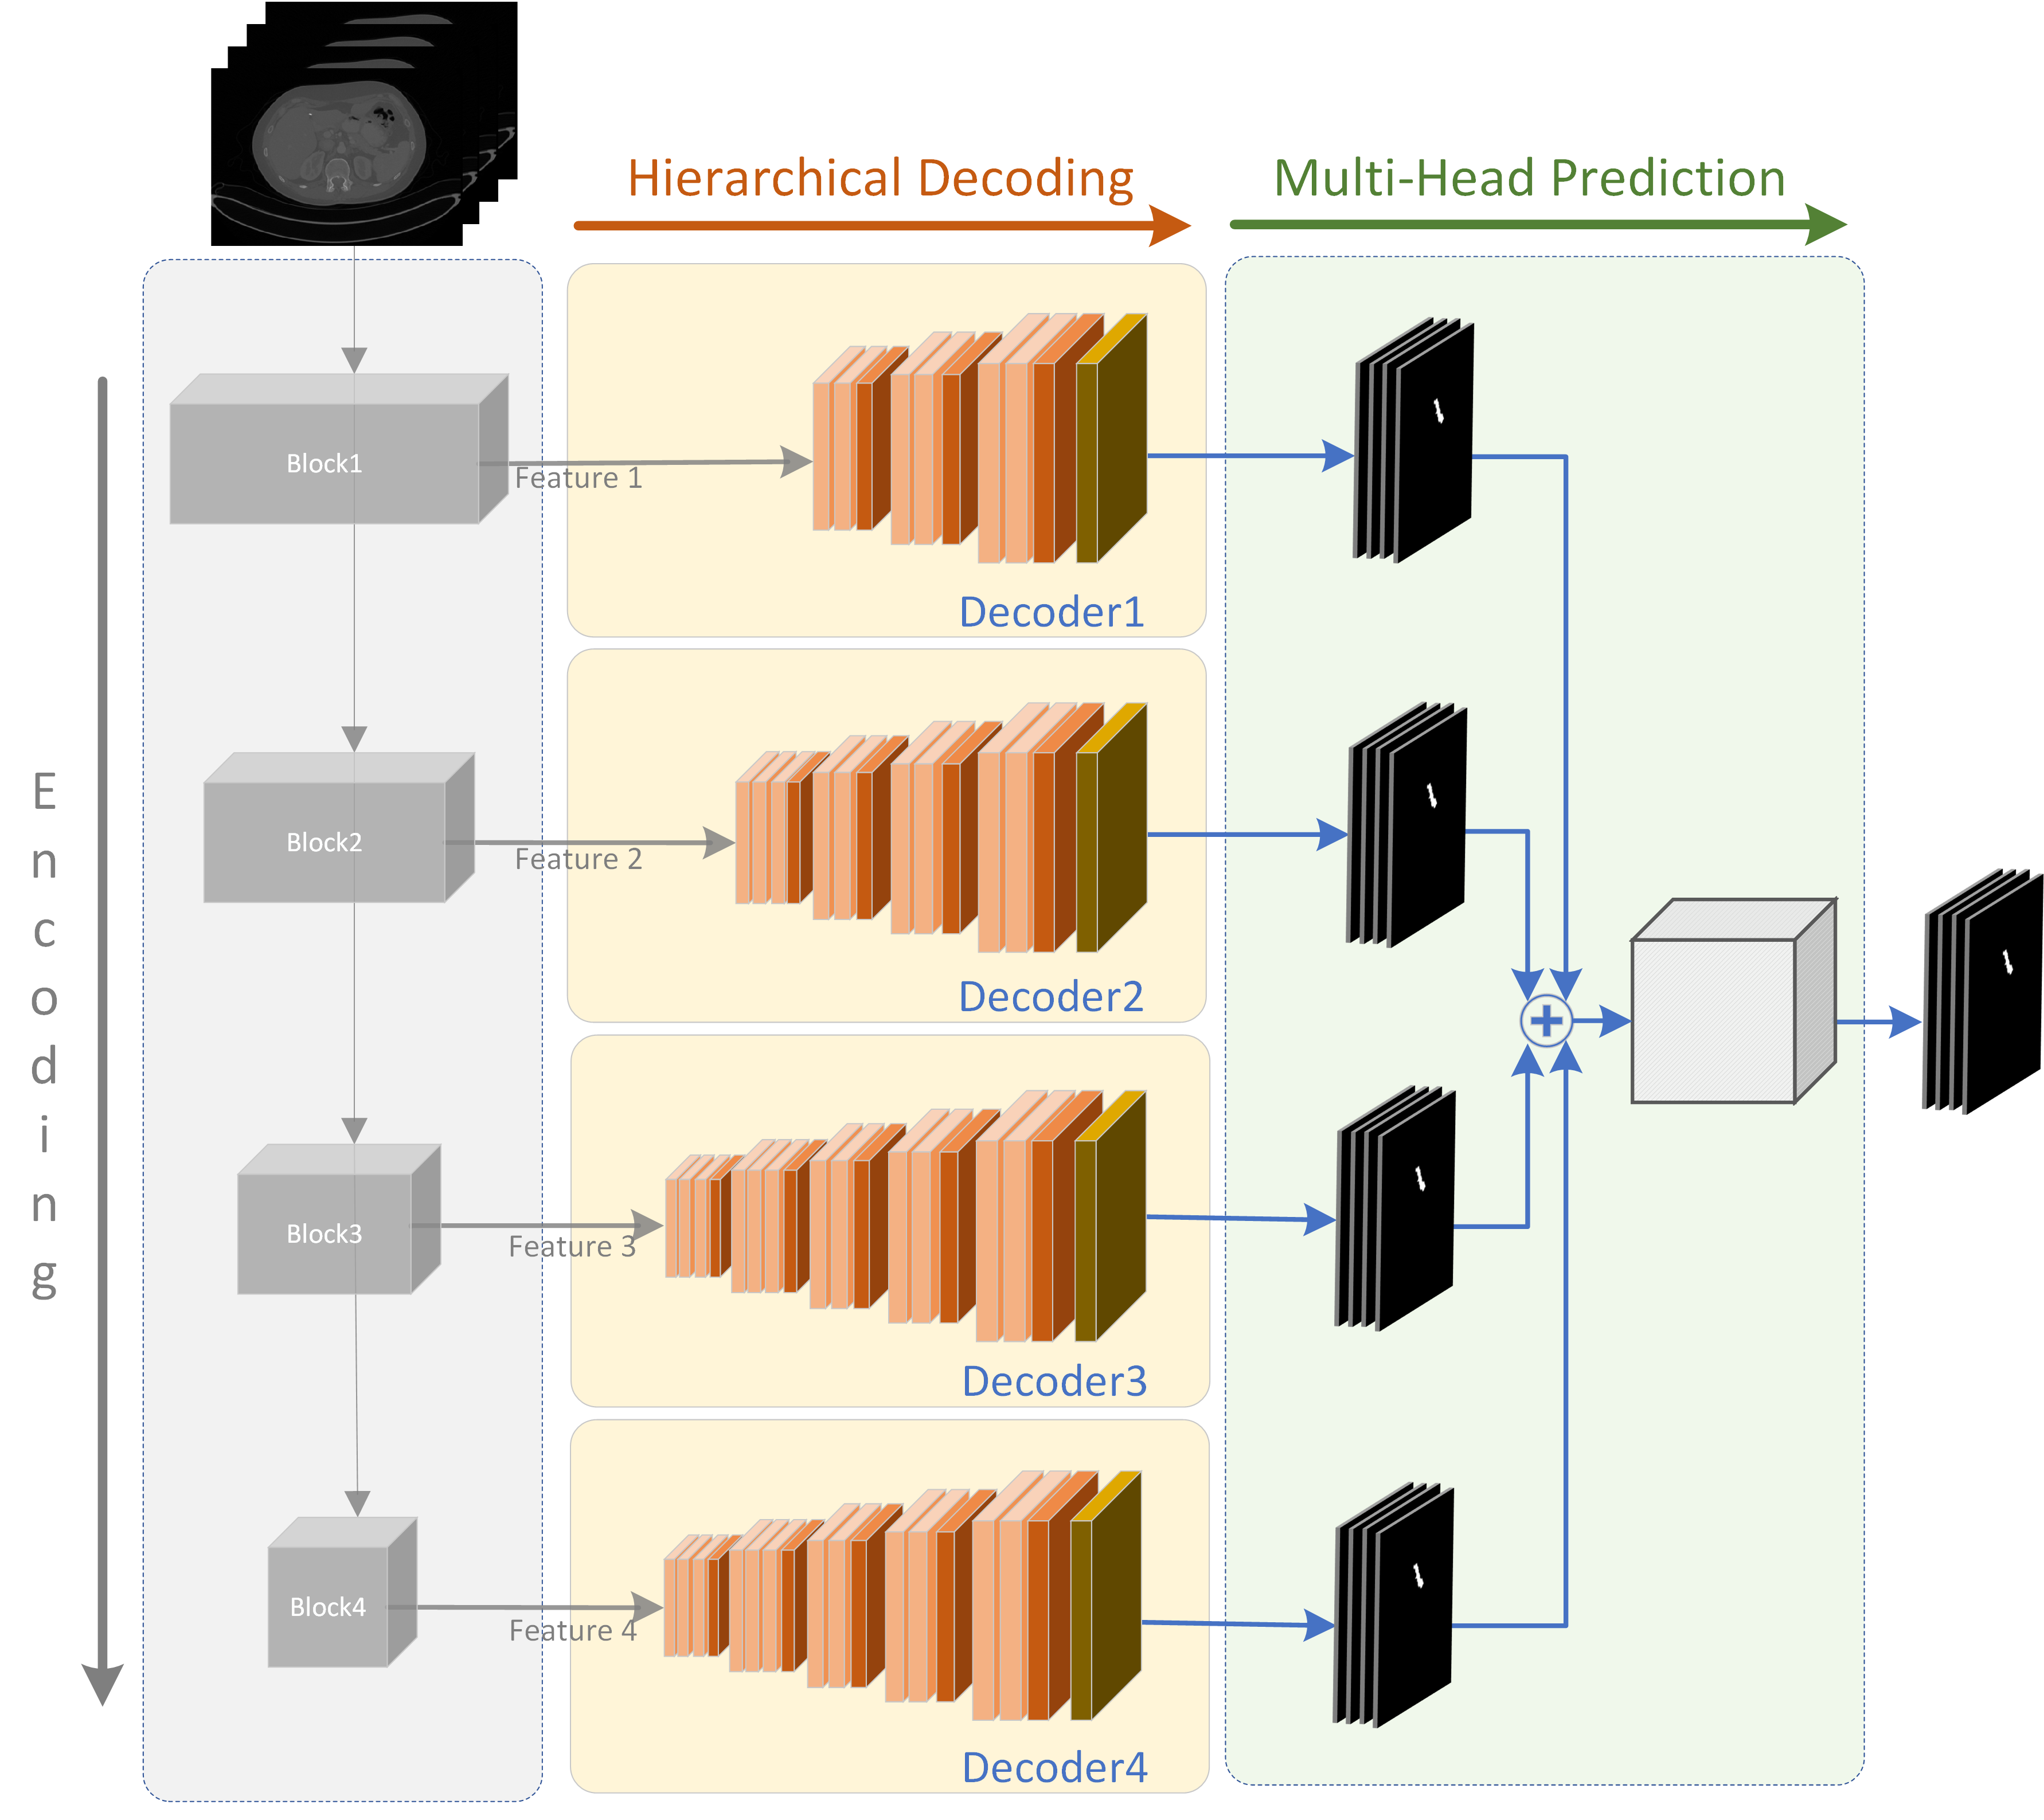 Hierarchical Decoding
Multi-Head Prediction
Encoding
Block1
Feature 1
Decoder1
Block2
Feature 2
Decoder2
Block3
Feature 3
Decoder3
Block4
Feature 4
Decoder4